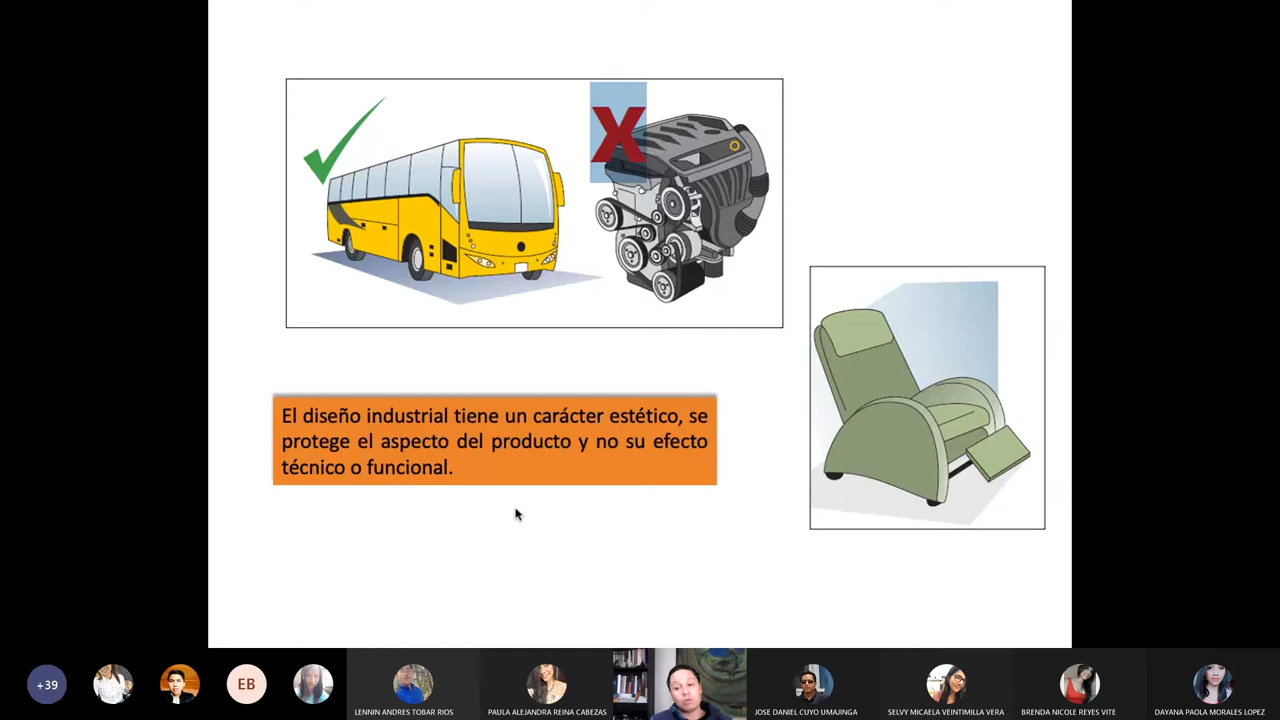 X
El diseño industrial tiene un carácter estético, se
protege el aspecto del producto y no su efecto
técnico o funcional.
+39
EB
LENNIN ANDRES TOBAR RIOS
PAULA ALEJANDRA REINA CABEZAS
JOSE DANIEL CUYO UMAJINGA
SELVY MICAELA VEINTIMILLA VERA
BRENDA NICOLE REYES VITE
DAYANA PAOLA MORALES LOPEZ